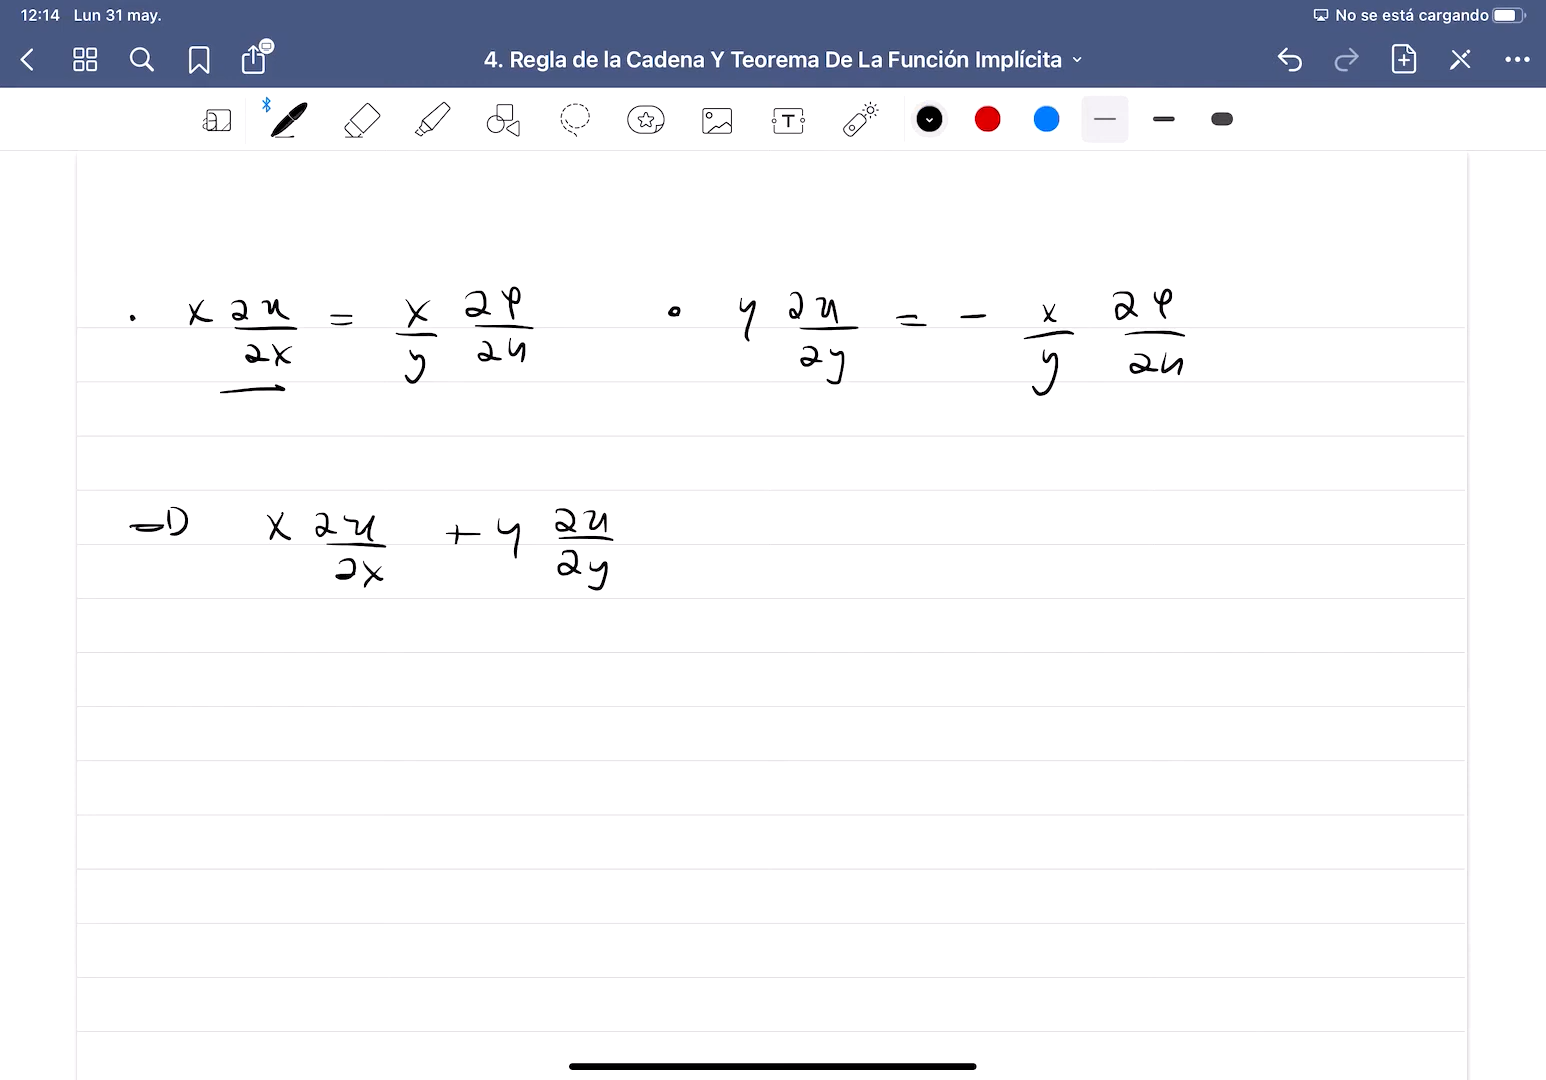 12:14 Lun 31 may. No se está cargando
4. Regla de la Cadena Y Teorema De La Función Implícita
T
· x ∂u/∂x = x/y ∂φ/∂u • y ∂u/∂y = - x/y ∂φ/∂u
⇒ x ∂u/∂x + y ∂u/∂y